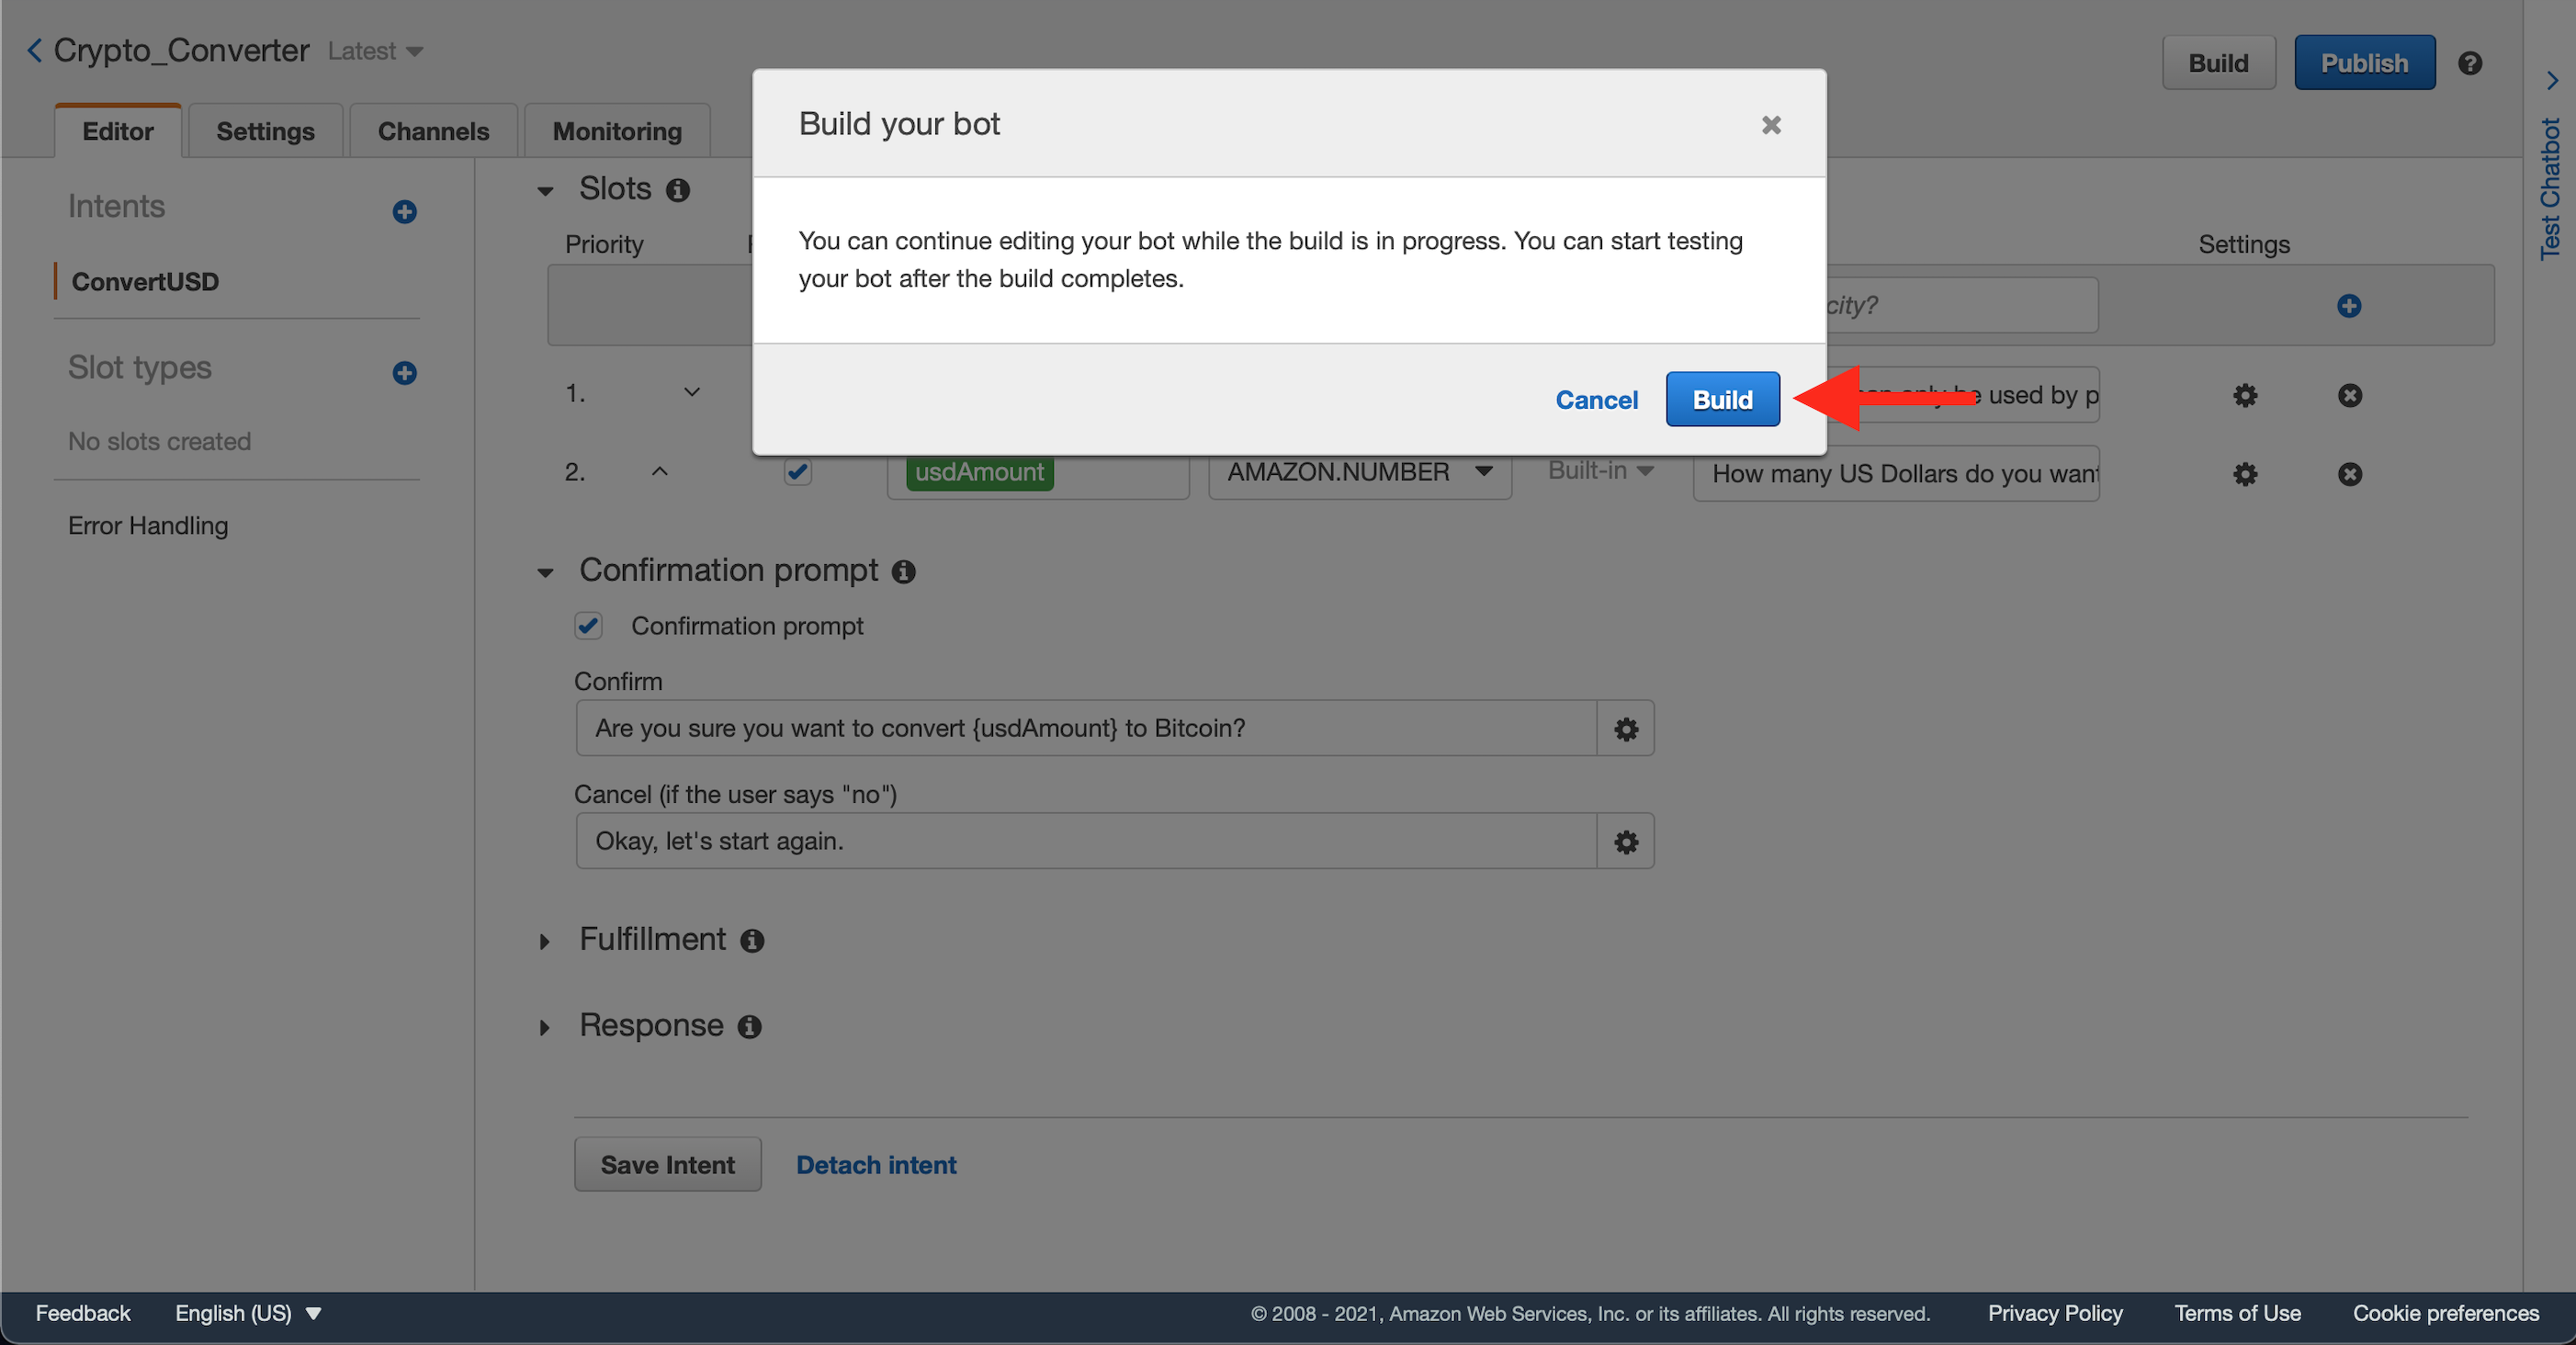 Crypto_Converter Latest
Build
Publish
Editor
Settings
Channels
Monitoring
Test Chatbot
Build your bot
You can continue editing your bot while the build is in progress. You can start testing
your bot after the build completes.
Cancel
Build
Intents
ConvertUSD
Slot types
No slots created
Error Handling
Slots
Priority
Settings
city?
1.
used by p
2.
usdAmount
AMAZON.NUMBER
Built-in
How many US Dollars do you want
Confirmation prompt
Confirmation prompt
Confirm
Are you sure you want to convert {usdAmount} to Bitcoin?
Cancel (if the user says "no")
Okay, let's start again.
Fulfillment
Response
Save Intent
Detach intent
Feedback
English (US)
© 2008 - 2021, Amazon Web Services, Inc. or its affiliates. All rights reserved.
Privacy Policy
Terms of Use
Cookie preferences